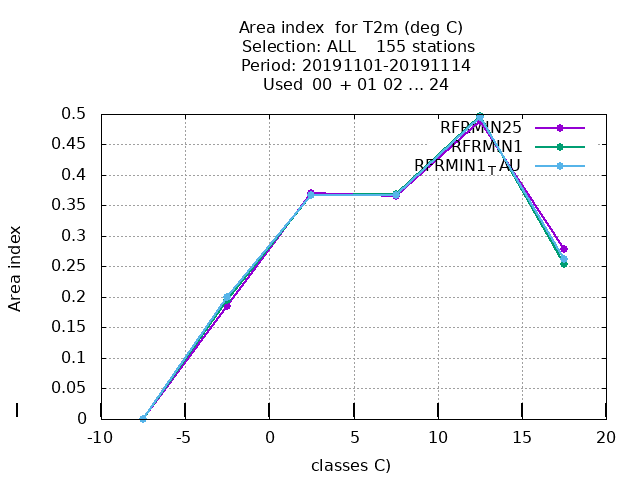 Area index  for T2m (deg C)
Selection: ALL    155 stations
Period: 20191101-20191114
Used  00 + 01 02 ... 24
RFRMIN25
RFRMIN1
RFRMIN1TAU
0.5
0.45
0.4
0.35
0.3
0.25
0.2
0.15
0.1
0.05
0
Area index
-10 -5 0 5 10 15 20
classes C)